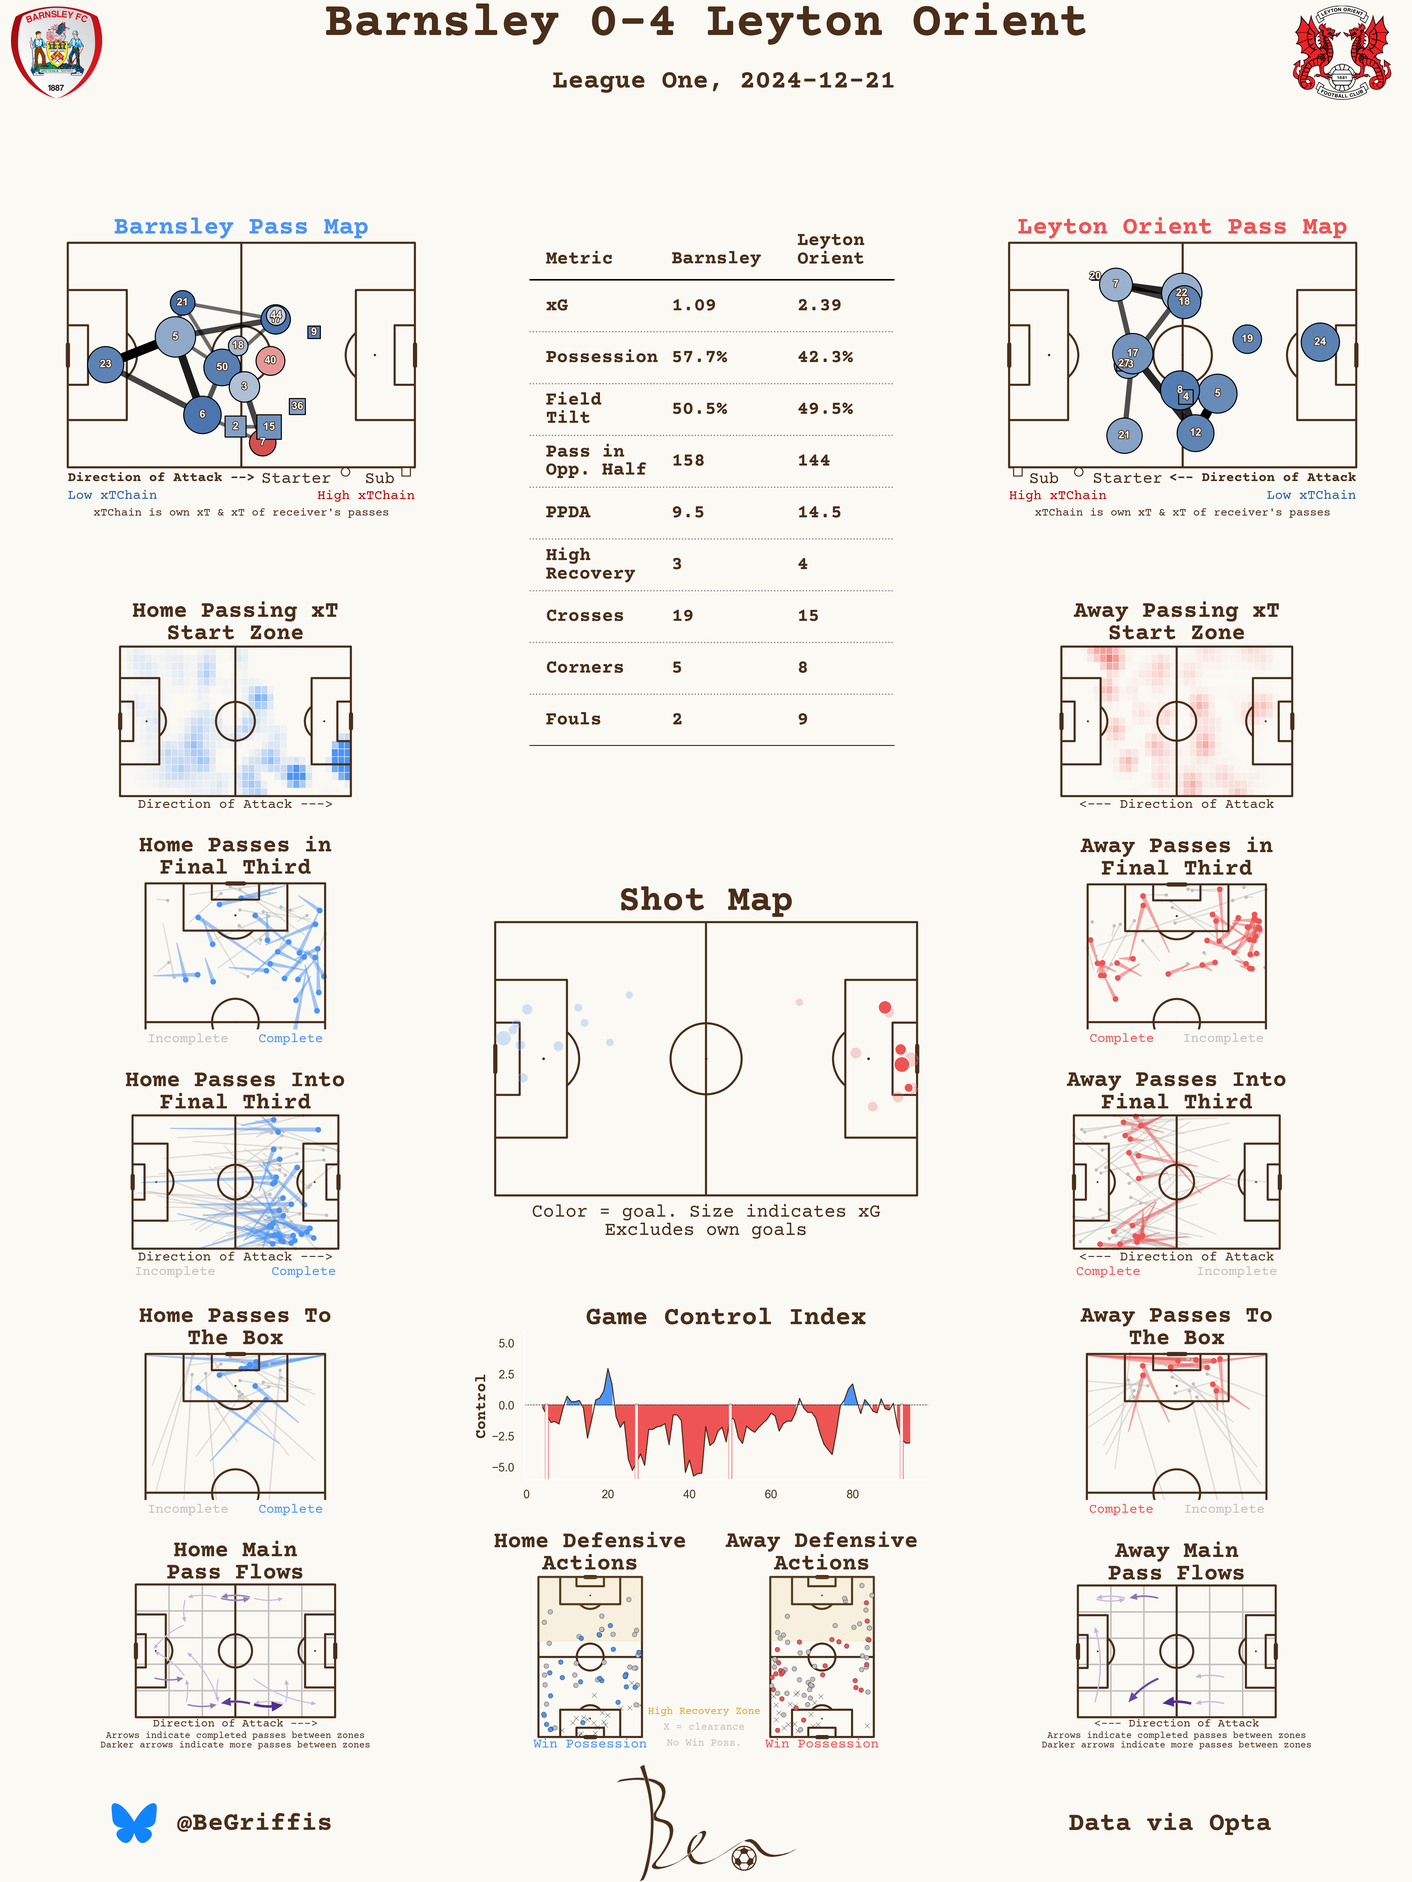 Barnsley 0-4 Leyton Orient
League One, 2024-12-21
BARNSLEY FC
1887
LEYTON ORIENT
1881
FOOTBALL CLUB
Barnsley Pass Map
21
44
9
5
18
23
50
40
3
36
6
2
15
7
Direction of Attack --> Starter Sub
Low xTChain High xTChain
xTChain is own xT & xT of receiver's passes
Metric Barnsley Leyton Orient
xG 1.09 2.39
Possession 57.7% 42.3%
Field Tilt 50.5% 49.5%
Pass in Opp. Half 158 144
PPDA 9.5 14.5
High Recovery 3 4
Crosses 19 15
Corners 5 8
Fouls 2 9
Leyton Orient Pass Map
20
7
22
18
19
24
17
27
3
8
4
5
12
21
Sub Starter <-- Direction of Attack
High xTChain Low xTChain
xTChain is own xT & xT of receiver's passes
Home Passing xT
Start Zone
Direction of Attack --->
Away Passing xT
Start Zone
<--- Direction of Attack
Home Passes in
Final Third
Incomplete Complete
Away Passes in
Final Third
Complete Incomplete
Shot Map
Color = goal. Size indicates xG
Excludes own goals
Home Passes Into
Final Third
Direction of Attack --->
Incomplete Complete
Away Passes Into
Final Third
<--- Direction of Attack
Complete Incomplete
Home Passes To
The Box
Incomplete Complete
Game Control Index
Control
5.0
2.5
0.0
−2.5
−5.0
0 20 40 60 80
Away Passes To
The Box
Complete Incomplete
Home Main
Pass Flows
Direction of Attack --->
Arrows indicate completed passes between zones
Darker arrows indicate more passes between zones
Home Defensive
Actions
Win Possession
Away Defensive
Actions
Win Possession
High Recovery Zone
X = clearance
No Win Poss.
Away Main
Pass Flows
<--- Direction of Attack
Arrows indicate completed passes between zones
Darker arrows indicate more passes between zones
@BeGriffis
Ben
Data via Opta